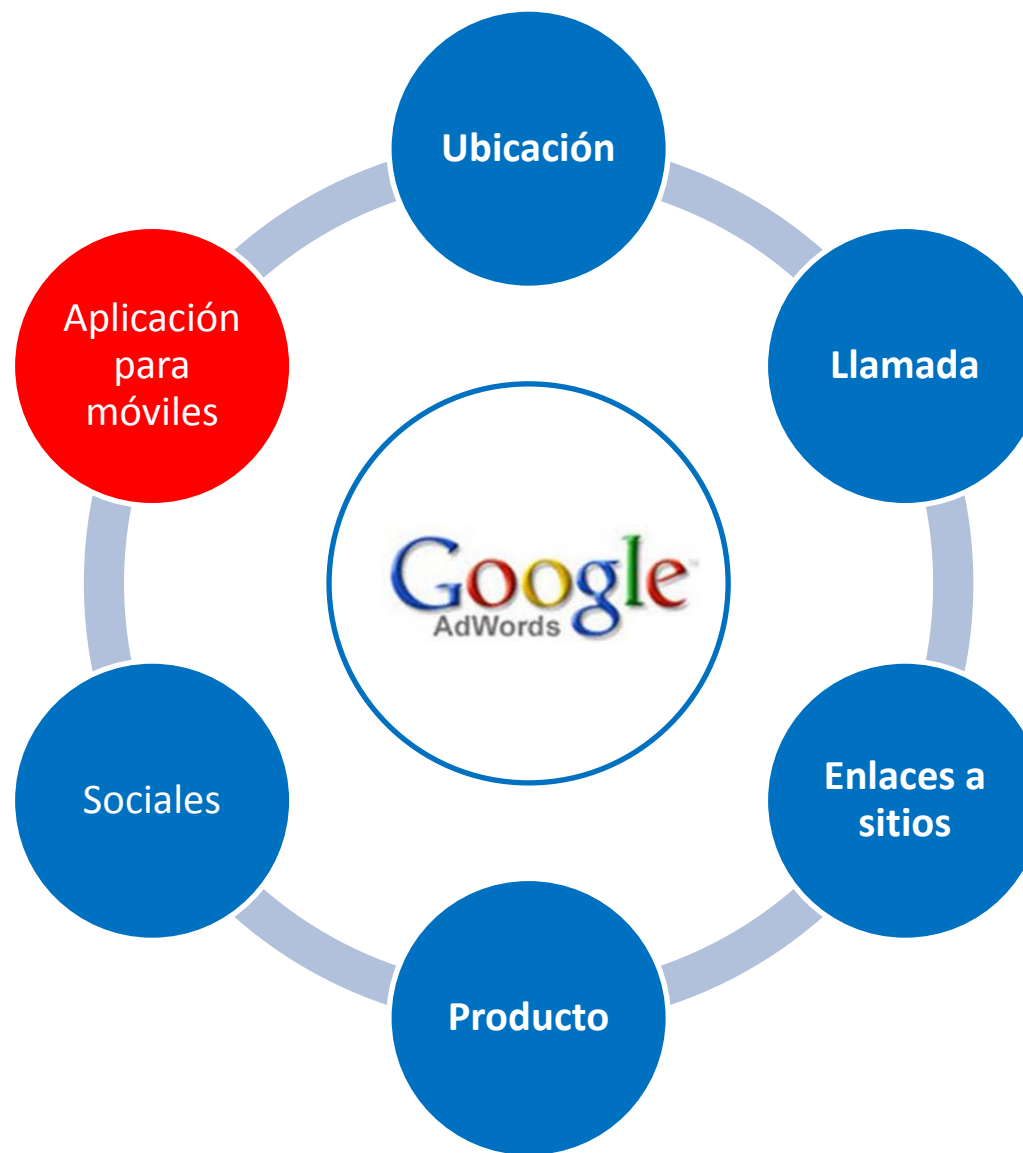 Ubicación
Llamada
Enlaces a
sitios
Producto
Sociales
Aplicación
para
móviles
Google
AdWords